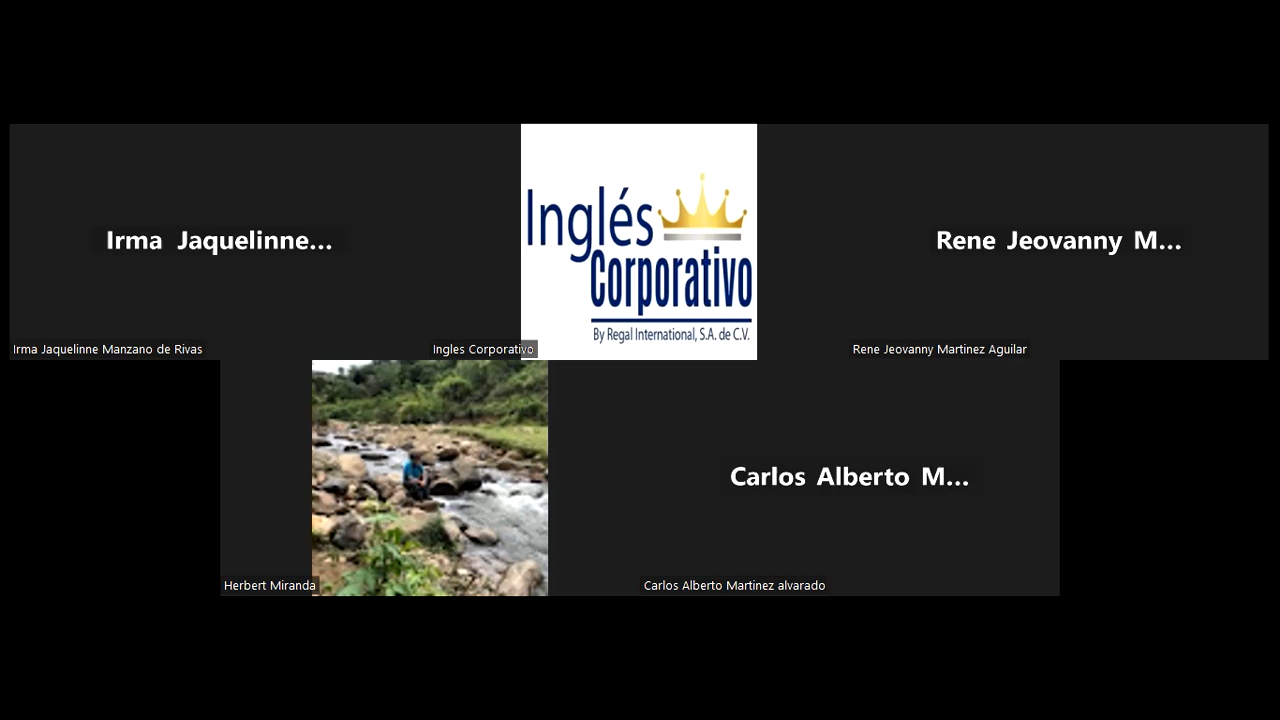 Irma Jaquelinne...
Irma Jaquelinne Manzano de Rivas
Inglés
Corporativo
By Regal International, S.A. de C.V.
Ingles Corporativo
Rene Jeovanny M...
Rene Jeovanny Martinez Aguilar
Herbert Miranda
Carlos Alberto M...
Carlos Alberto Martinez alvarado